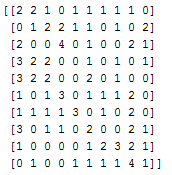 [[2 2 1 0 1 1 1 1 1 0]
[0 1 2 2 1 1 0 1 0 2]
[2 0 0 4 0 1 0 0 2 1]
[3 2 2 0 0 1 0 1 0 1]
[3 2 2 0 0 2 0 1 0 0]
[1 0 1 3 0 1 1 1 2 0]
[1 1 1 1 3 0 1 0 2 0]
[3 0 1 1 0 2 0 0 2 1]
[1 0 0 0 0 1 2 3 2 1]
[0 1 0 0 1 1 1 1 4 1]]